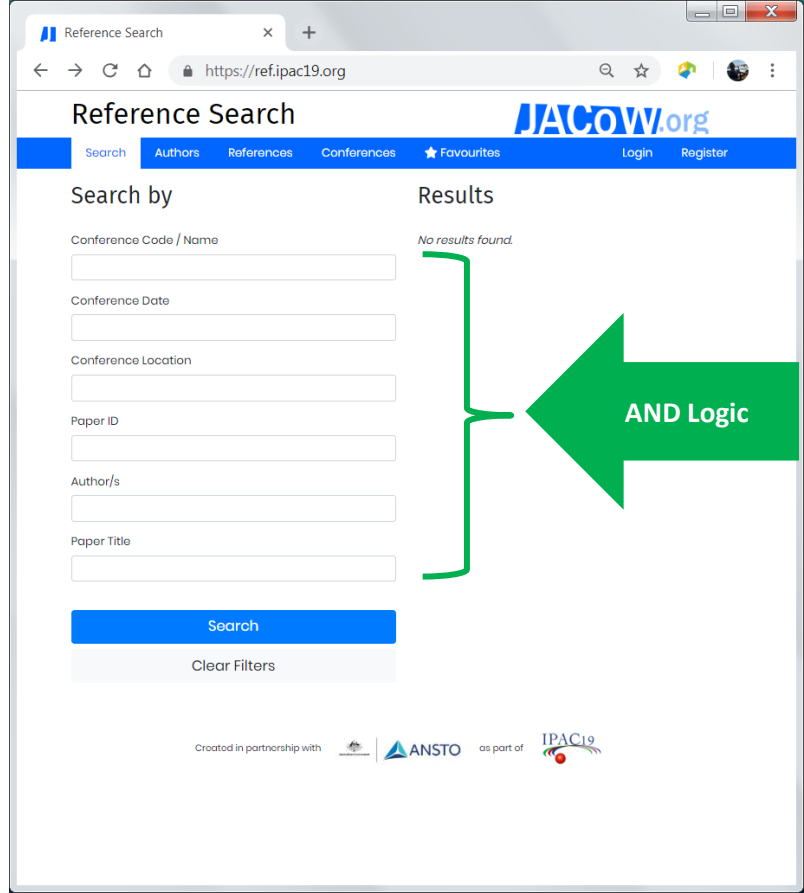 Reference Search
https://ref.ipac19.org
Reference Search
JACoW.org
Search Authors References Conferences Favourites Login Register
Search by
Results
Conference Code / Name
No results found.
Conference Date
Conference Location
AND Logic
Paper ID
Author/s
Paper Title
Search
Clear Filters
Created in partnership with
ANSTO
as part of
IPAC19